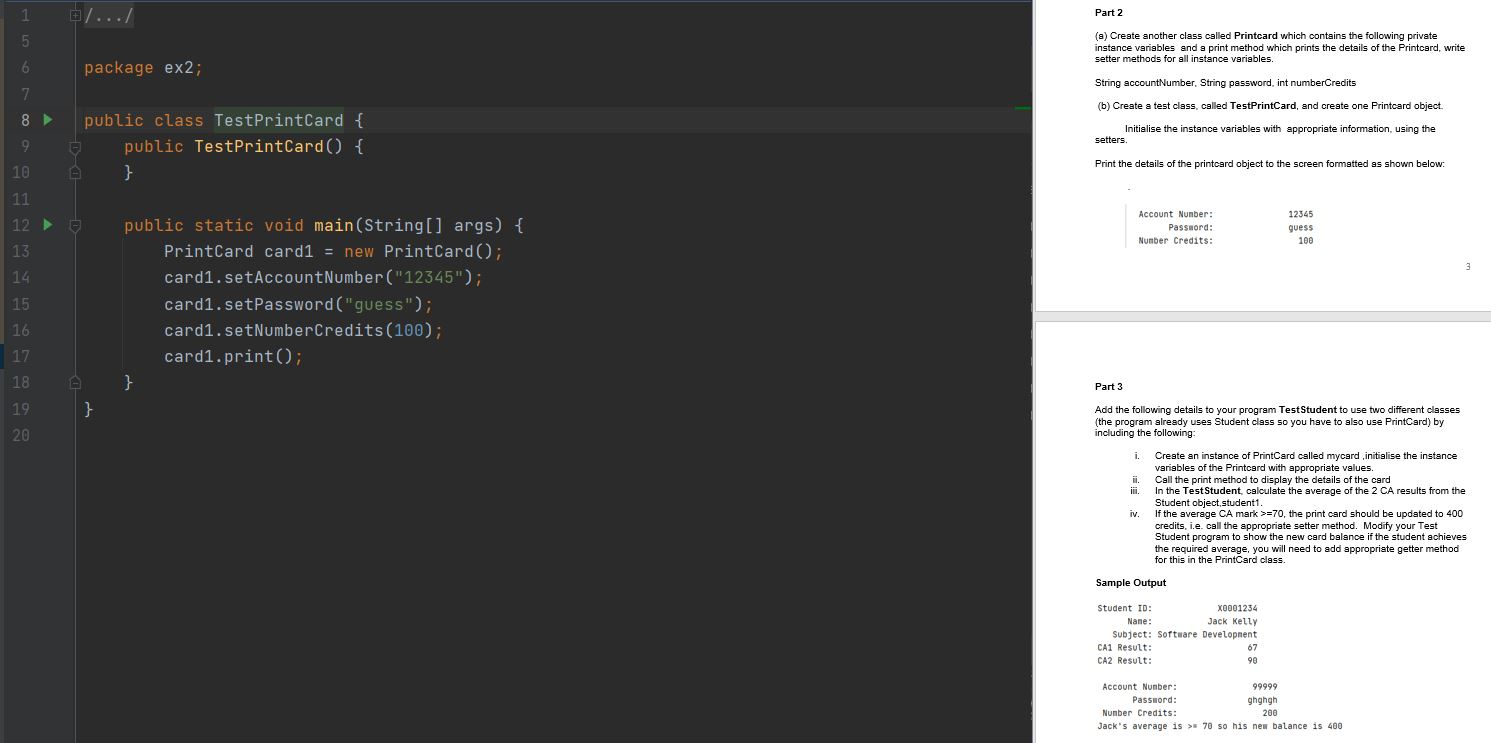 1 /.../
5
6 package ex2;
7
8 public class TestPrintCard {
9 public TestPrintCard() {
10 }
11
12 public static void main(String[] args) {
13 PrintCard card1 = new PrintCard();
14 card1.setAccountNumber("12345");
15 card1.setPassword("guess");
16 card1.setNumberCredits(100);
17 card1.print();
18 }
19 }
20
Part 2
(a) Create another class called Printcard which contains the following private
instance variables and a print method which prints the details of the Printcard, write
setter methods for all instance variables.
String accountNumber, String password, int numberCredits
(b) Create a test class, called TestPrintCard, and create one Printcard object.
Initialise the instance variables with appropriate information, using the
setters.
Print the details of the printcard object to the screen formatted as shown below:
Account Number: 12345
Password: guess
Number Credits: 100
3
Part 3
Add the following details to your program TestStudent to use two different classes
(the program already uses Student class so you have to also use PrintCard) by
including the following:
i. Create an instance of PrintCard called mycard ,initialise the instance
variables of the Printcard with appropriate values.
ii. Call the print method to display the details of the card
iii. In the TestStudent, calculate the average of the 2 CA results from the
Student object,student1.
iv. If the average CA mark >=70, the print card should be updated to 400
credits, i.e. call the appropriate setter method. Modify your Test
Student program to show the new card balance if the student achieves
the required average, you will need to add appropriate getter method
for this in the PrintCard class.
Sample Output
Student ID: X0001234
Name: Jack Kelly
Subject: Software Development
CA1 Result: 67
CA2 Result: 90
Account Number: 99999
Password: ghghgh
Number Credits: 200
Jack's average is >= 70 so his new balance is 400